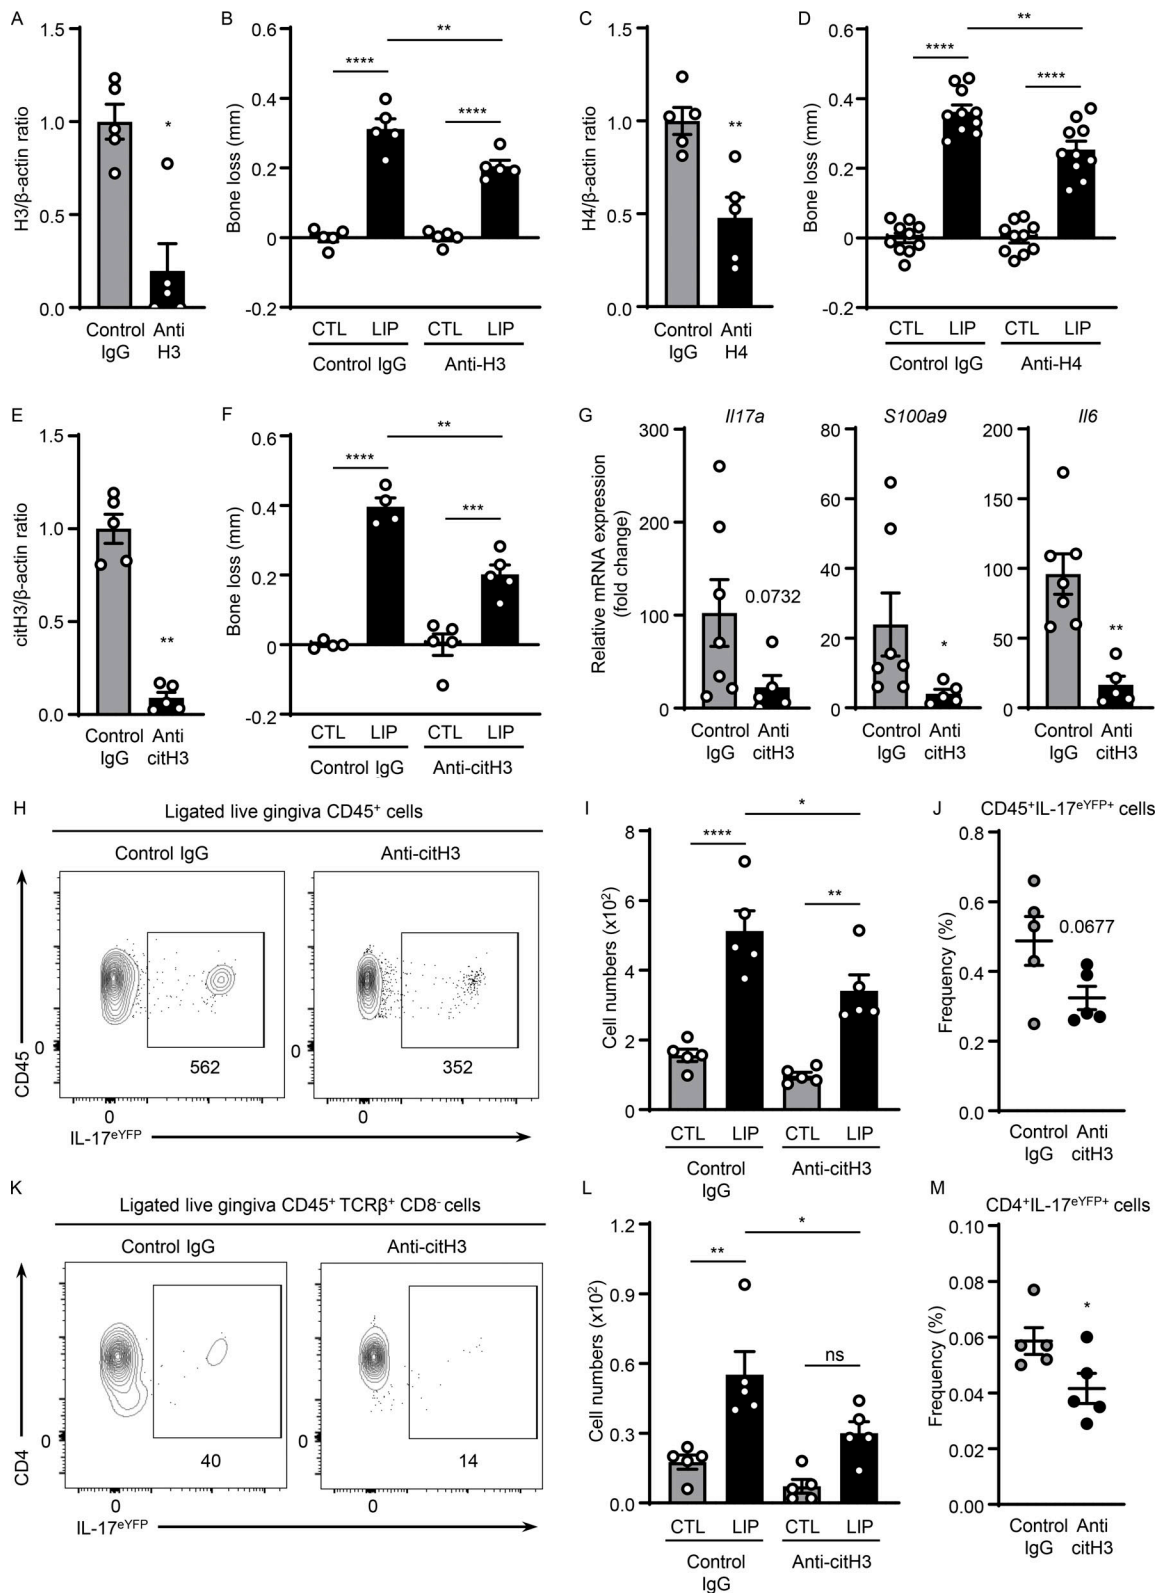 A
H3/β-actin ratio
1.5
1.0
0.5
0.0
*
Control
IgG
Anti
H3
B
Bone loss (mm)
0.6
0.4
0.2
0
-0.2
****
**
****
CTL
LIP
CTL
LIP
Control IgG
Anti-H3
C
H4/β-actin ratio
1.5
1.0
0.5
0.0
**
Control
IgG
Anti
H4
D
Bone loss (mm)
0.6
0.4
0.2
0
-0.2
****
**
****
CTL
LIP
CTL
LIP
Control IgG
Anti-H4
E
citH3/β-actin ratio
1.5
1.0
0.5
0.0
**
Control
IgG
Anti
citH3
F
Bone loss (mm)
0.6
0.4
0.2
0
-0.2
****
**
***
CTL
LIP
CTL
LIP
Control IgG
Anti-citH3
G
Relative mRNA expression
(fold change)
Il17a
300
200
100
0
0.0732
Control
IgG
Anti
citH3
S100a9
80
60
40
20
0
*
Control
IgG
Anti
citH3
Il6
200
150
100
50
0
**
Control
IgG
Anti
citH3
H
Ligated live gingiva CD45⁺ cells
Control IgG
Anti-citH3
CD45
0
0
562
352
0
0
IL-17ᵉʸᶠᴾ
I
Cell numbers (x10²)
8
6
4
2
0
****
*
**
CTL
LIP
CTL
LIP
Control
IgG
Anti-citH3
J
CD45⁺IL-17ᵉʸᶠᴾ⁺ cells
Frequency (%)
0.8
0.6
0.4
0.2
0.0
0.0677
Control
IgG
Anti
citH3
K
Ligated live gingiva CD45⁺ TCRβ⁺ CD8⁻ cells
Control IgG
Anti-citH3
CD4
0
0
40
14
0
0
IL-17ᵉʸᶠᴾ
L
Cell numbers (x10²)
1.2
0.9
0.6
0.3
0.0
**
*
ns
CTL
LIP
CTL
LIP
Control
IgG
Anti-citH3
M
CD4⁺IL-17ᵉʸᶠᴾ⁺ cells
Frequency (%)
0.10
0.08
0.06
0.04
0.02
0.00
*
Control
IgG
Anti
citH3